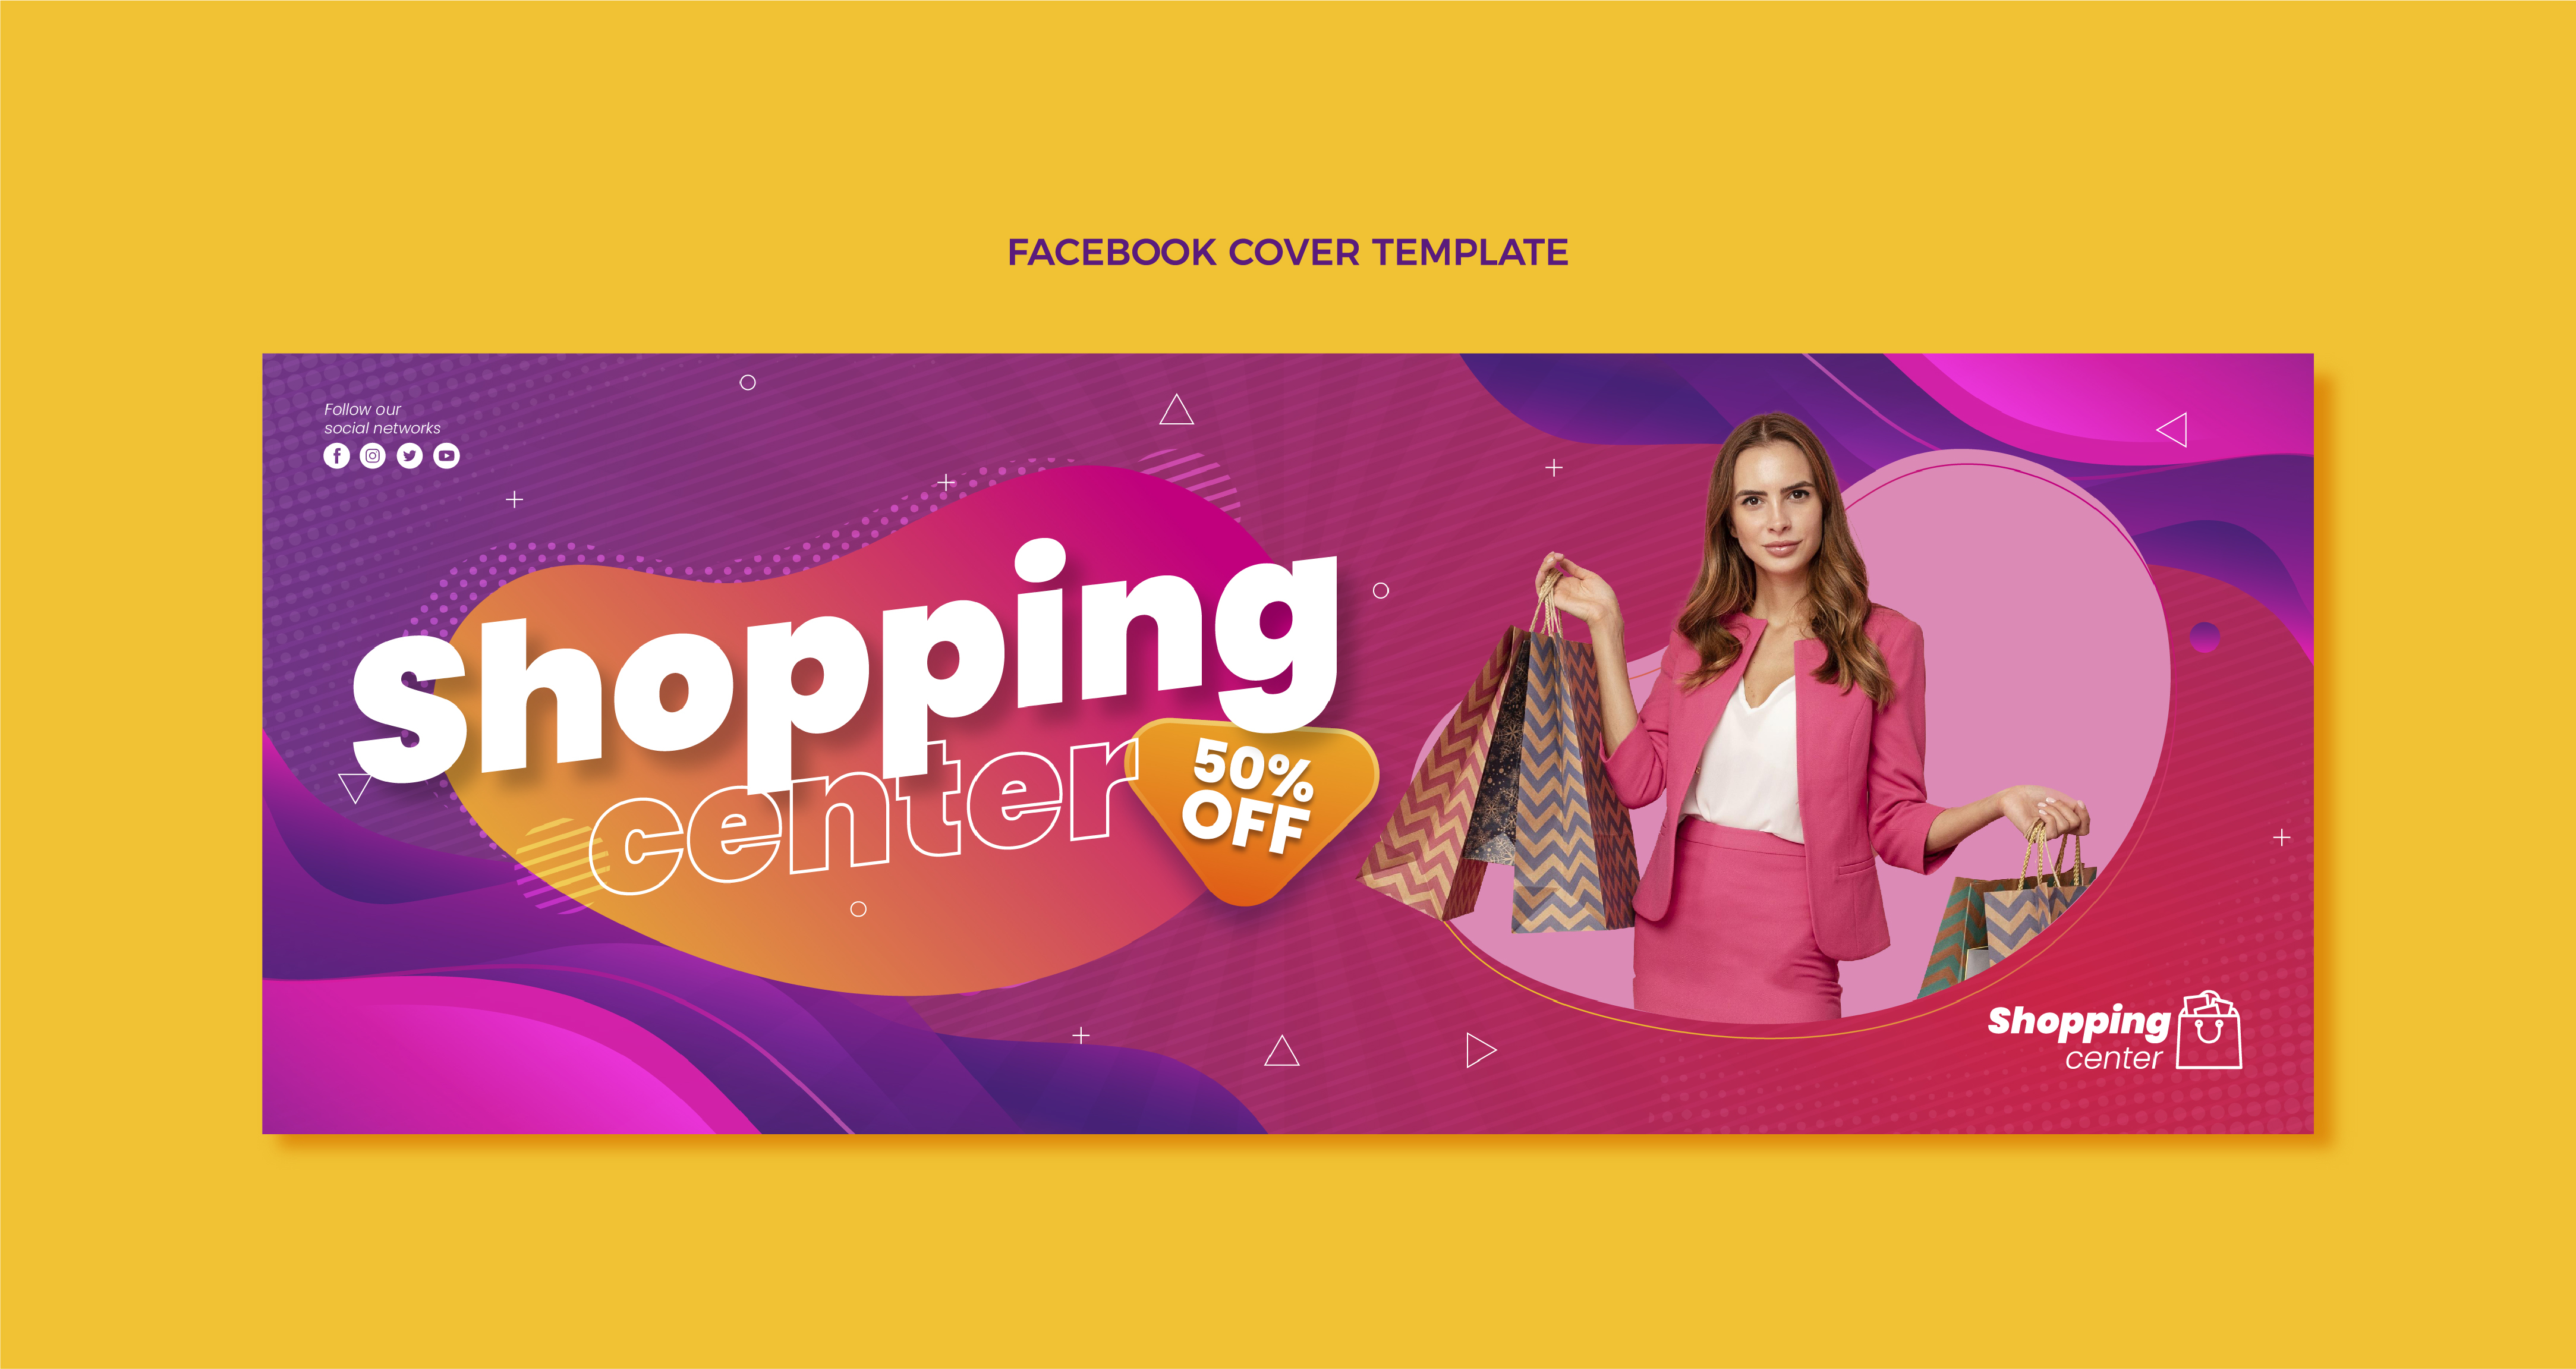 FACEBOOK COVER TEMPLATE
Follow our
social networks
Shopping
center
50%
OFF
Shopping
center